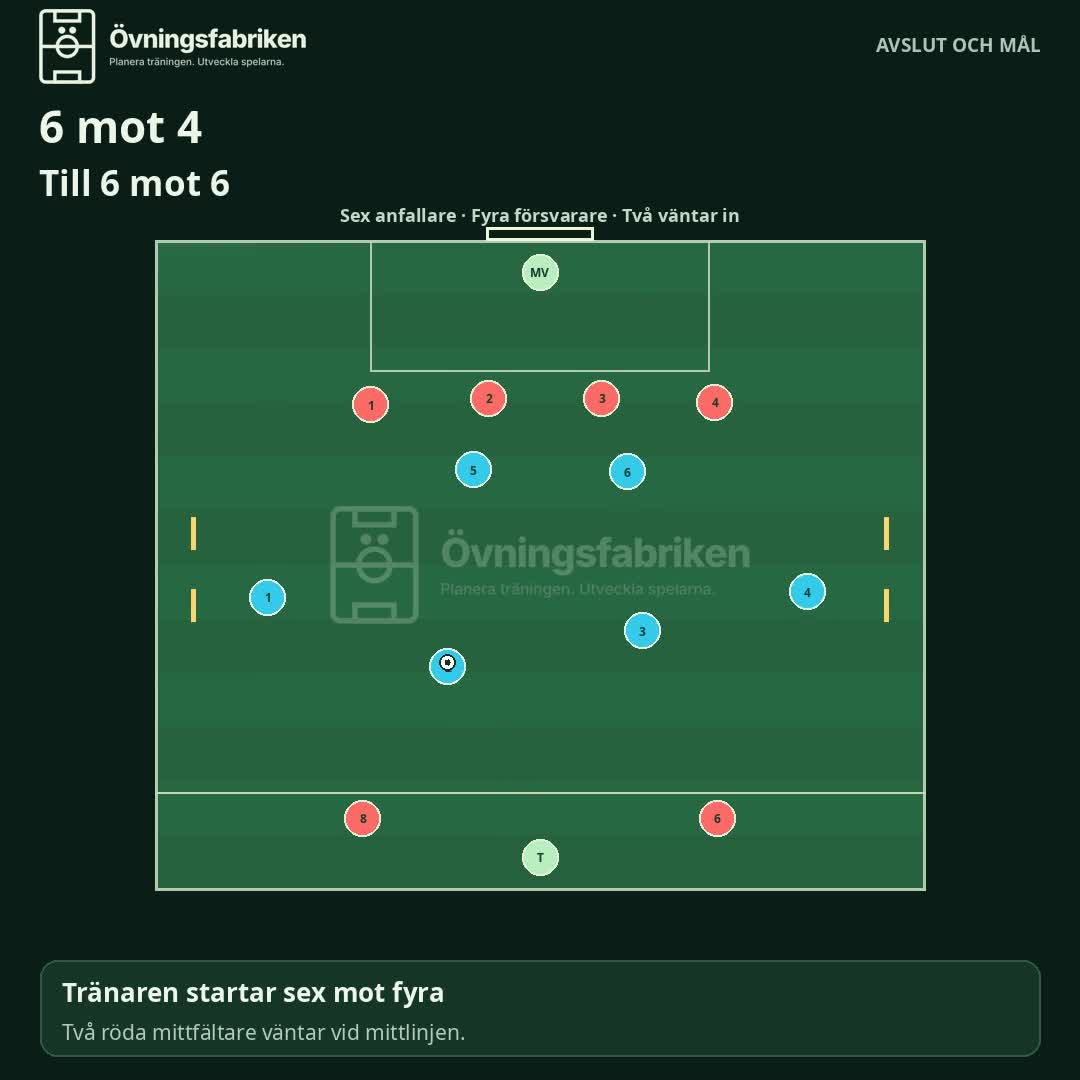 Övningsfabriken
Planera träningen. Utveckla spelarna.
AVSLUT OCH MÅL
6 mot 4
Till 6 mot 6
Sex anfallare · Fyra försvarare · Två väntar in
MV
1
2
3
4
5
6
Övningsfabriken
Planera träningen. Utveckla spelarna.
1
4
3
8
6
T
Tränaren startar sex mot fyra
Två röda mittfältare väntar vid mittlinjen.